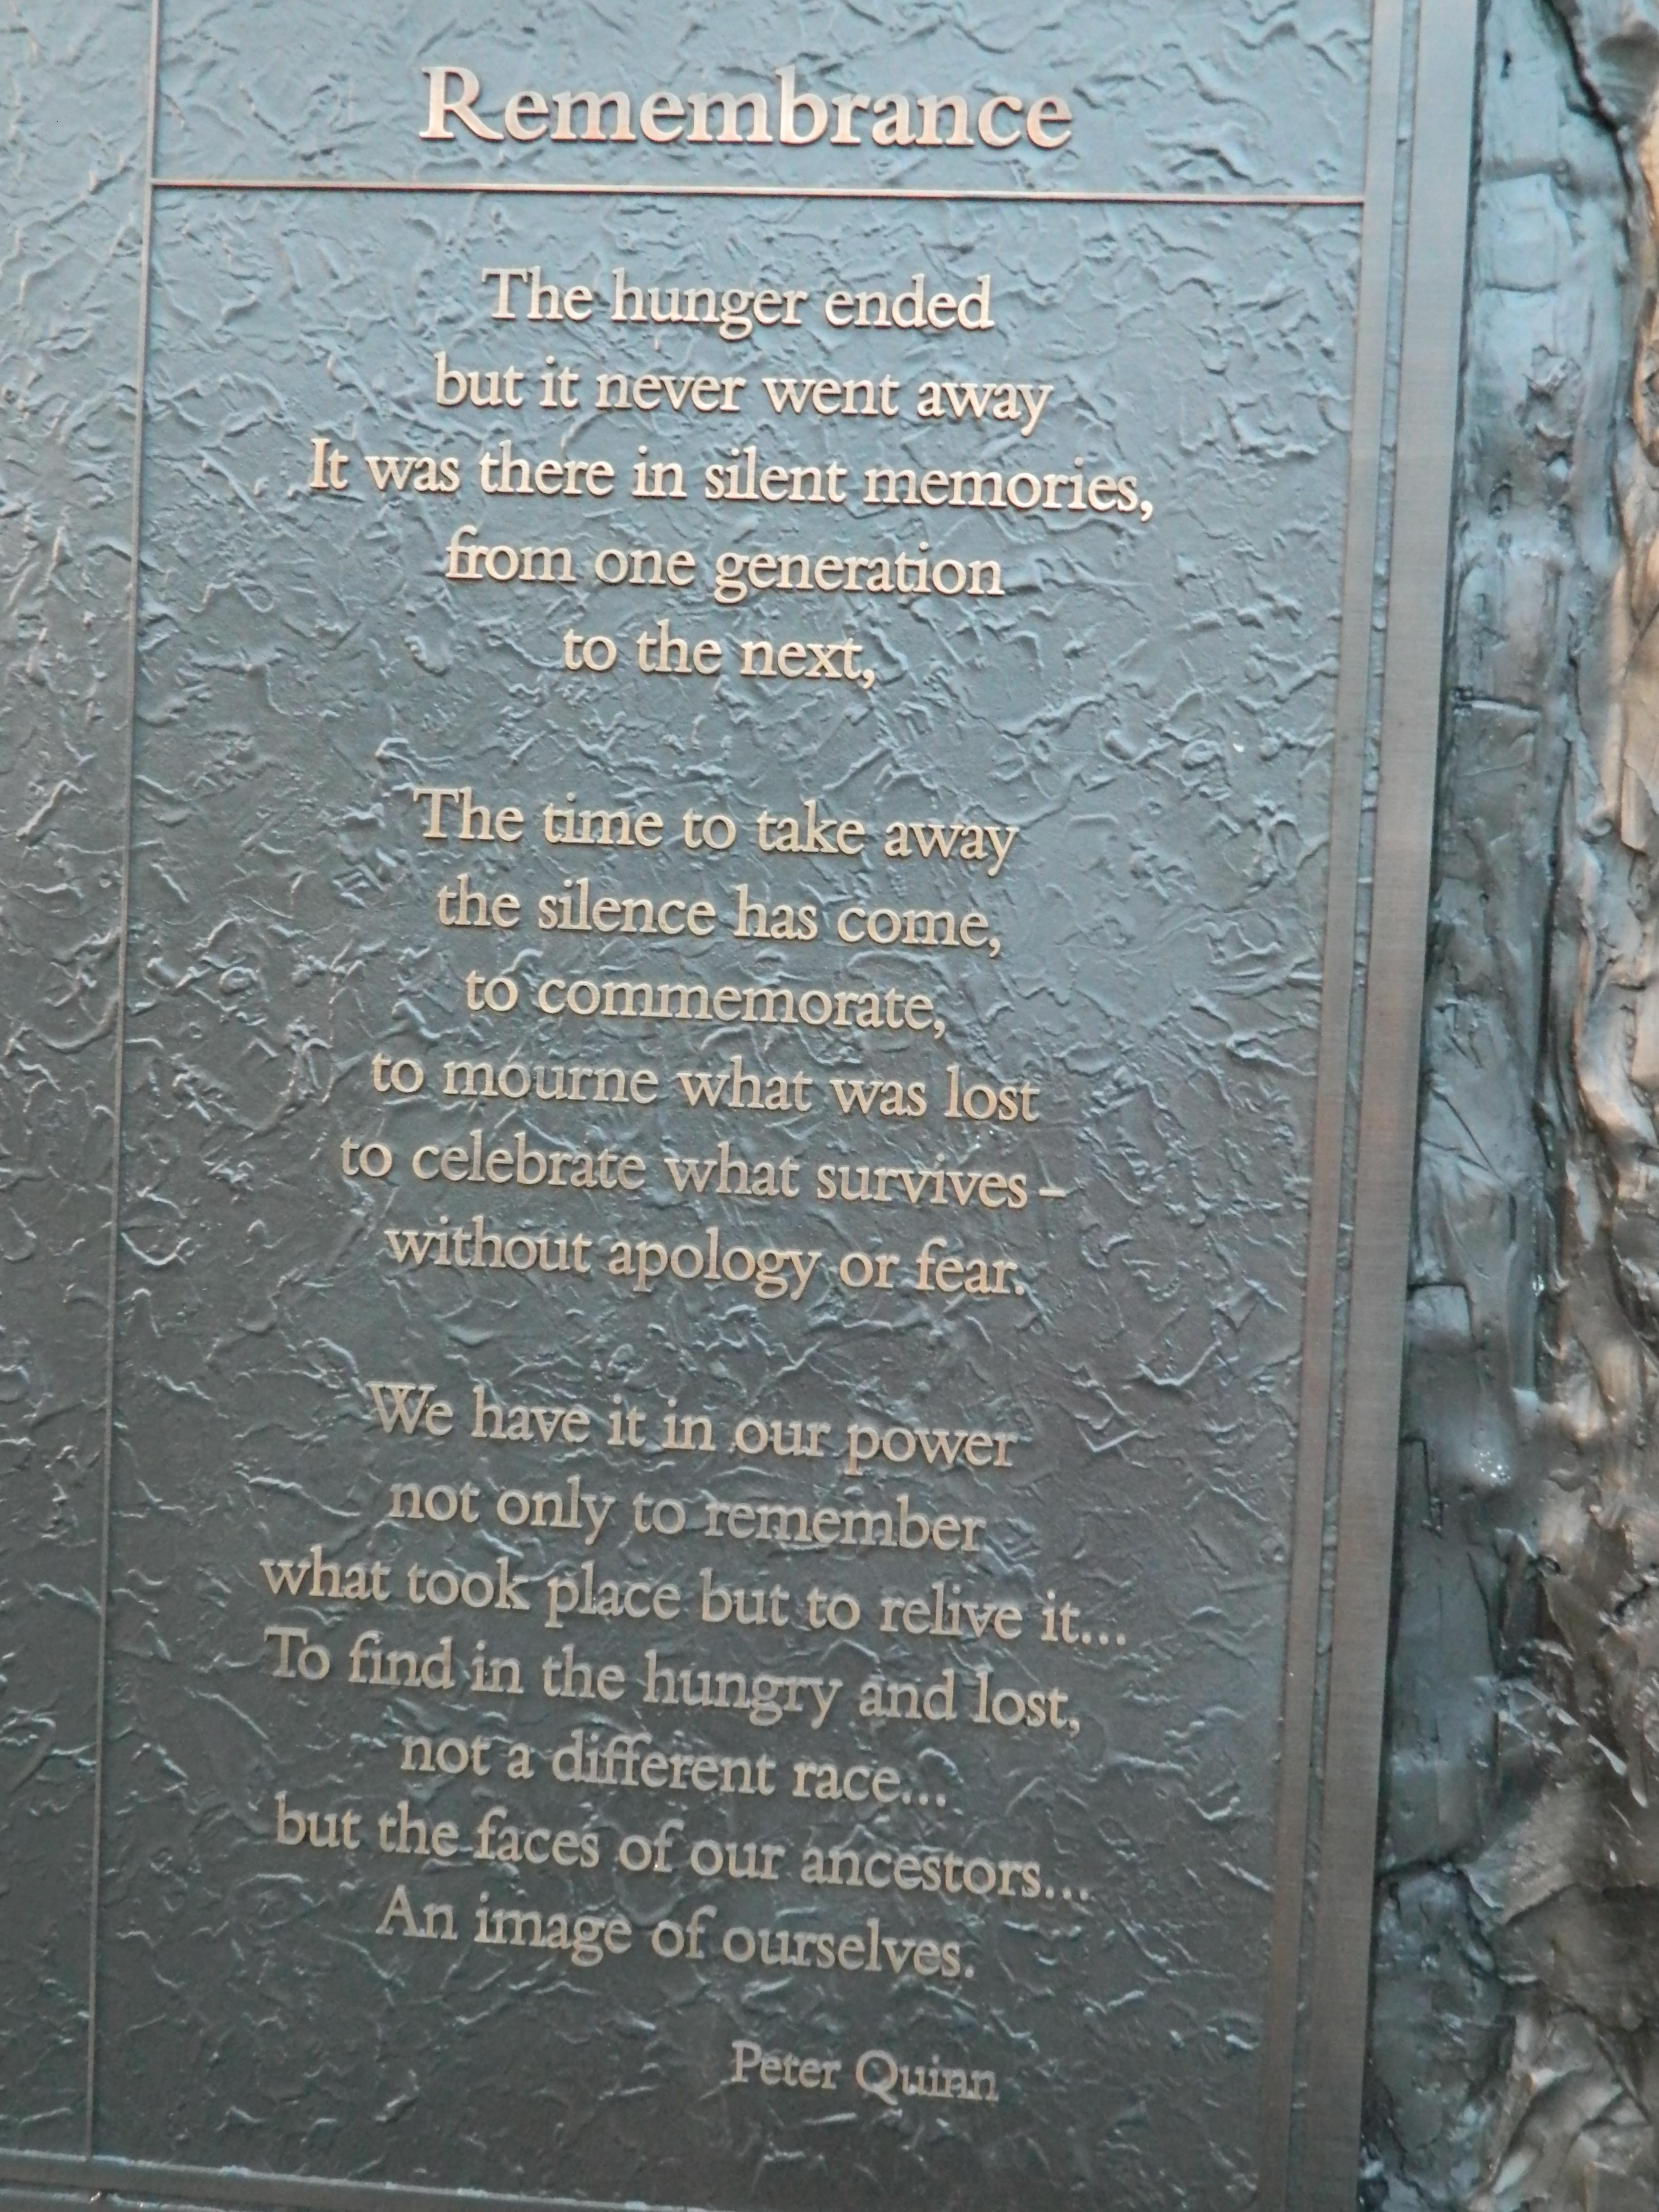 Remembrance
The hunger ended
but it never went away
It was there in silent memories,
from one generation
to the next,
The time to take away
the silence has come,
to commemorate,
to mourne what was lost
to celebrate what survives –
without apology or fear.
We have it in our power
not only to remember
what took place but to relive it...
To find in the hungry and lost,
not a different race...
but the faces of our ancestors...
An image of ourselves.
Peter Quinn